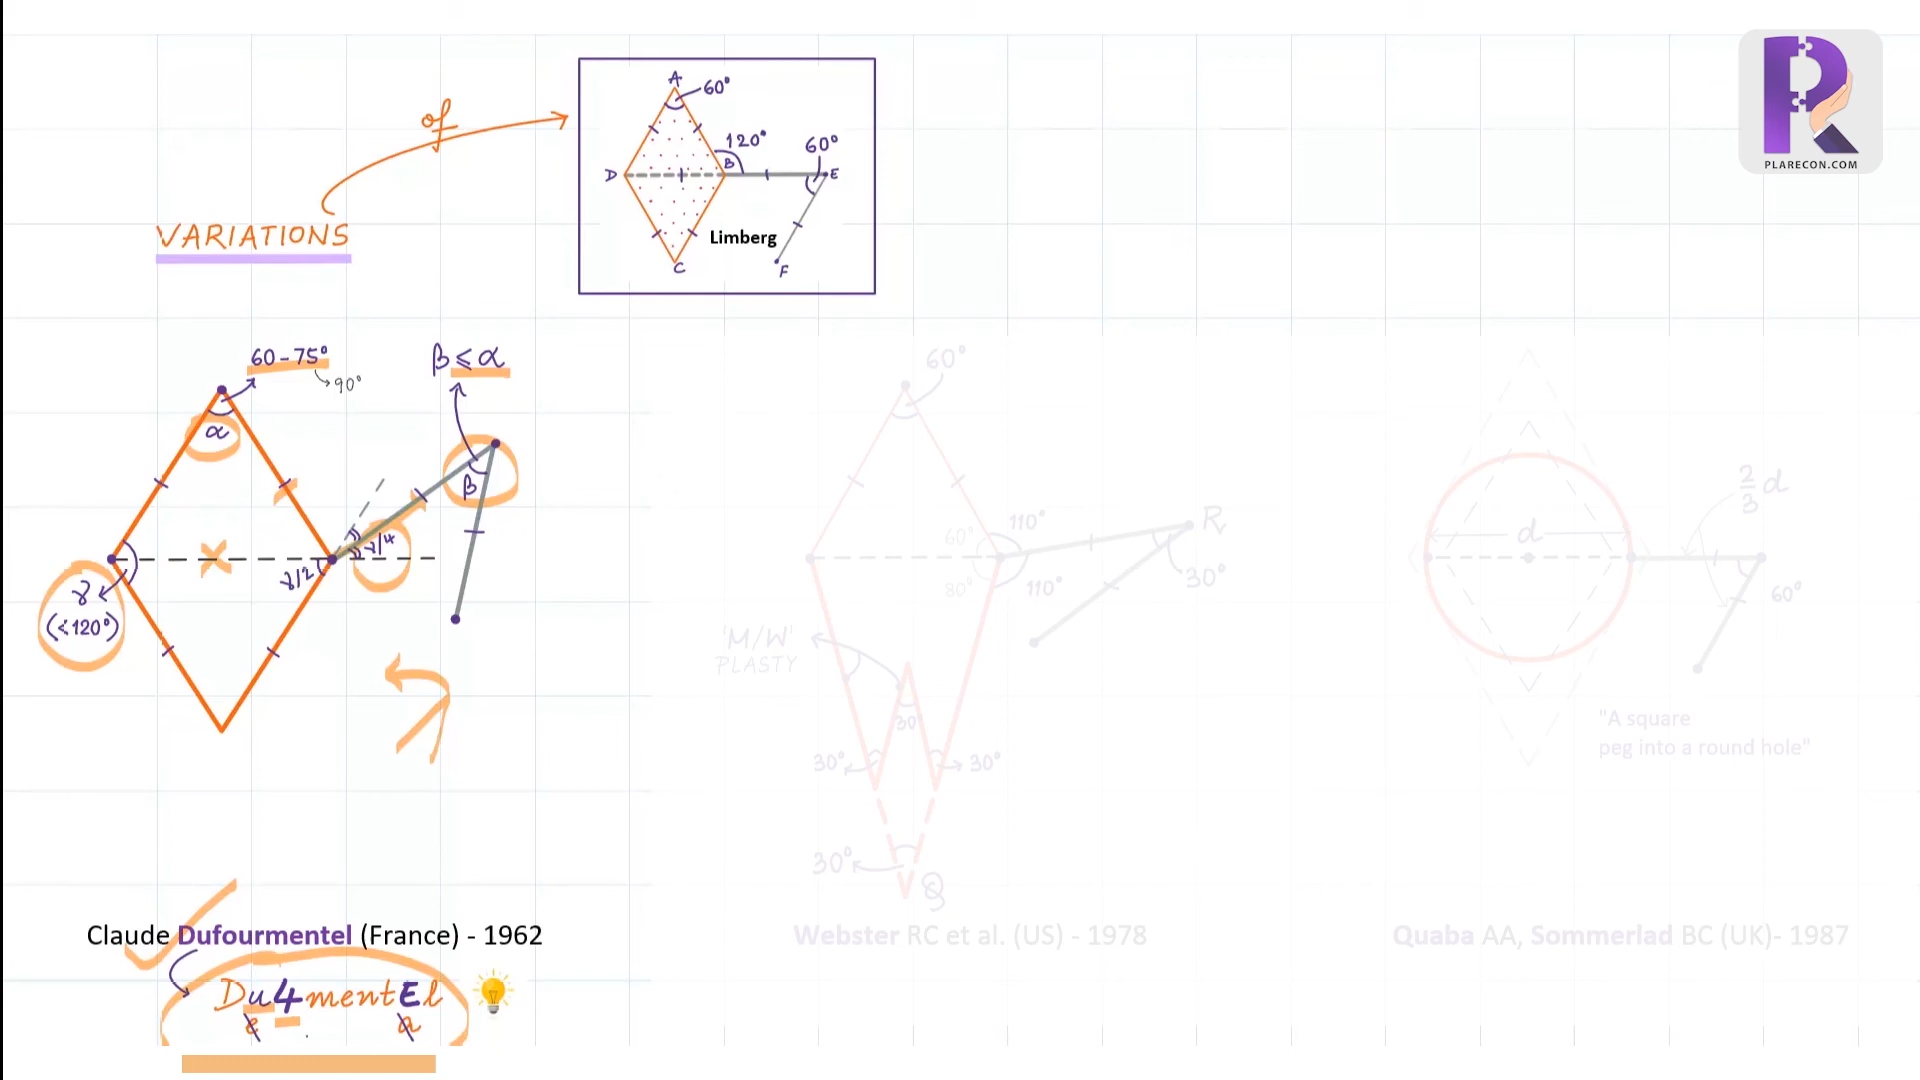 PLARECON.COM
A
60°
120°
60°
D
B
E
Limberg
C
F
of
VARIATIONS
60-75°
90°
β ⩽ α
α
β
γ/4
γ/2
γ
(⩽120°)
Claude Dufourmentel (France) - 1962
Du4mentEl
e
a
60°
110°
R
60°
80°
110°
30°
'M/W'
PLASTY
30°
30°
30°
30°
Q
Webster RC et al. (US) - 1978
2/3 d
d
60°
"A square
peg into a round hole"
Quaba AA, Sommerlad BC (UK)- 1987